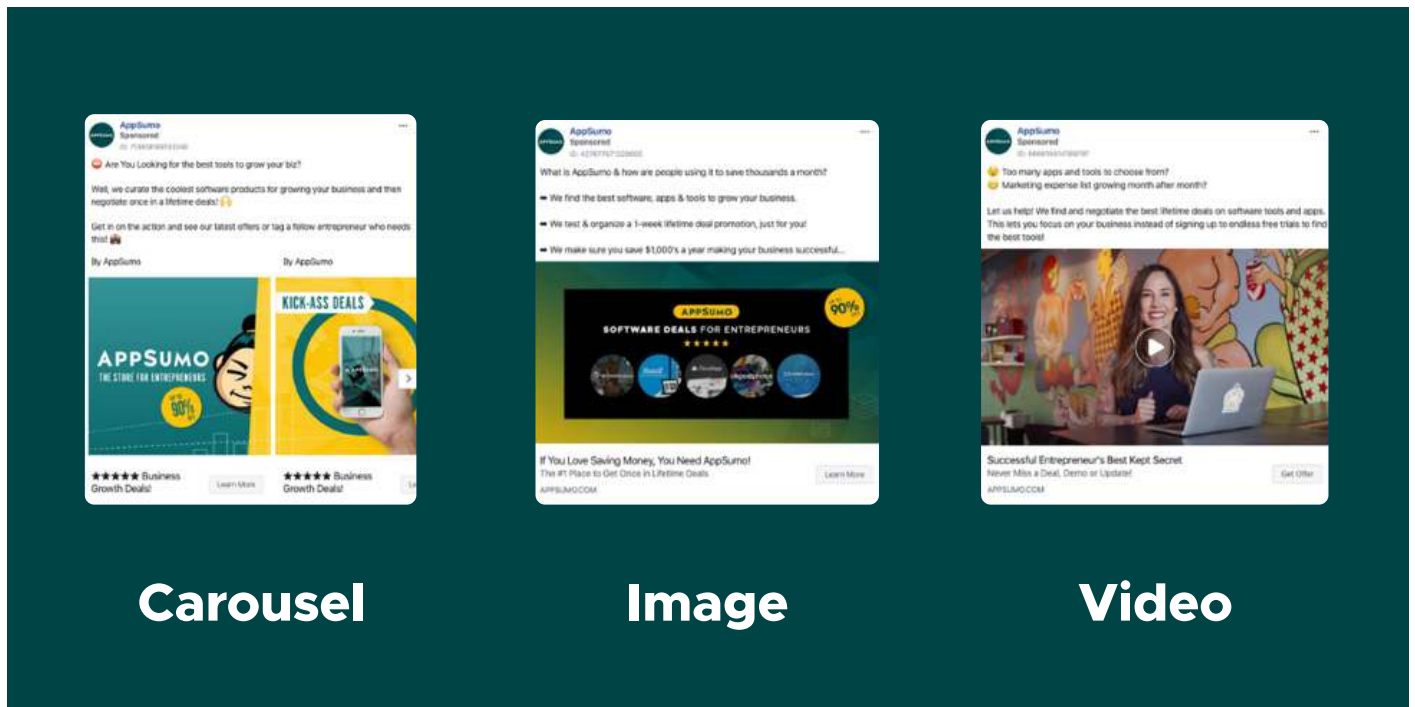 AppSumo
Sponsored
Are You Looking for the best tools to grow your biz?
Well, we curate the coolest software products for growing your business and then
negotiate once in a lifetime deals!
Get in on the action and see our latest offers or tag a fellow entrepreneur who needs
this!
By AppSumo
By AppSumo
APPSUMO
THE STORE FOR ENTREPRENEURS
UP TO
90%
OFF
KICK-ASS DEALS
APPSUMO
★★★★★ Business
Growth Deals!
Learn More
★★★★★ Business
Growth Deals!
Carousel
AppSumo
Sponsored
What is AppSumo & how are people using it to save thousands a month?
➡ We find the best software, apps & tools to grow your business.
➡ We test & organize a 1-week lifetime deal promotion, just for you!
➡ We make sure you save $1,000's a year making your business successful...
APPSUMO
SOFTWARE DEALS FOR ENTREPRENEURS
★★★★★
UP TO
90%
OFF
If You Love Saving Money, You Need AppSumo!
The #1 Place to Get Once in Lifetime Deals
APPSUMO.COM
Learn More
Image
AppSumo
Sponsored
Too many apps and tools to choose from?
Marketing expense list growing month after month?
Let us help! We find and negotiate the best lifetime deals on software tools and apps.
This lets you focus on your business instead of signing up to endless free trials to find
the best tools!
Successful Entrepreneur's Best Kept Secret
Never Miss a Deal, Demo or Update!
APPSUMO.COM
Get Offer
Video